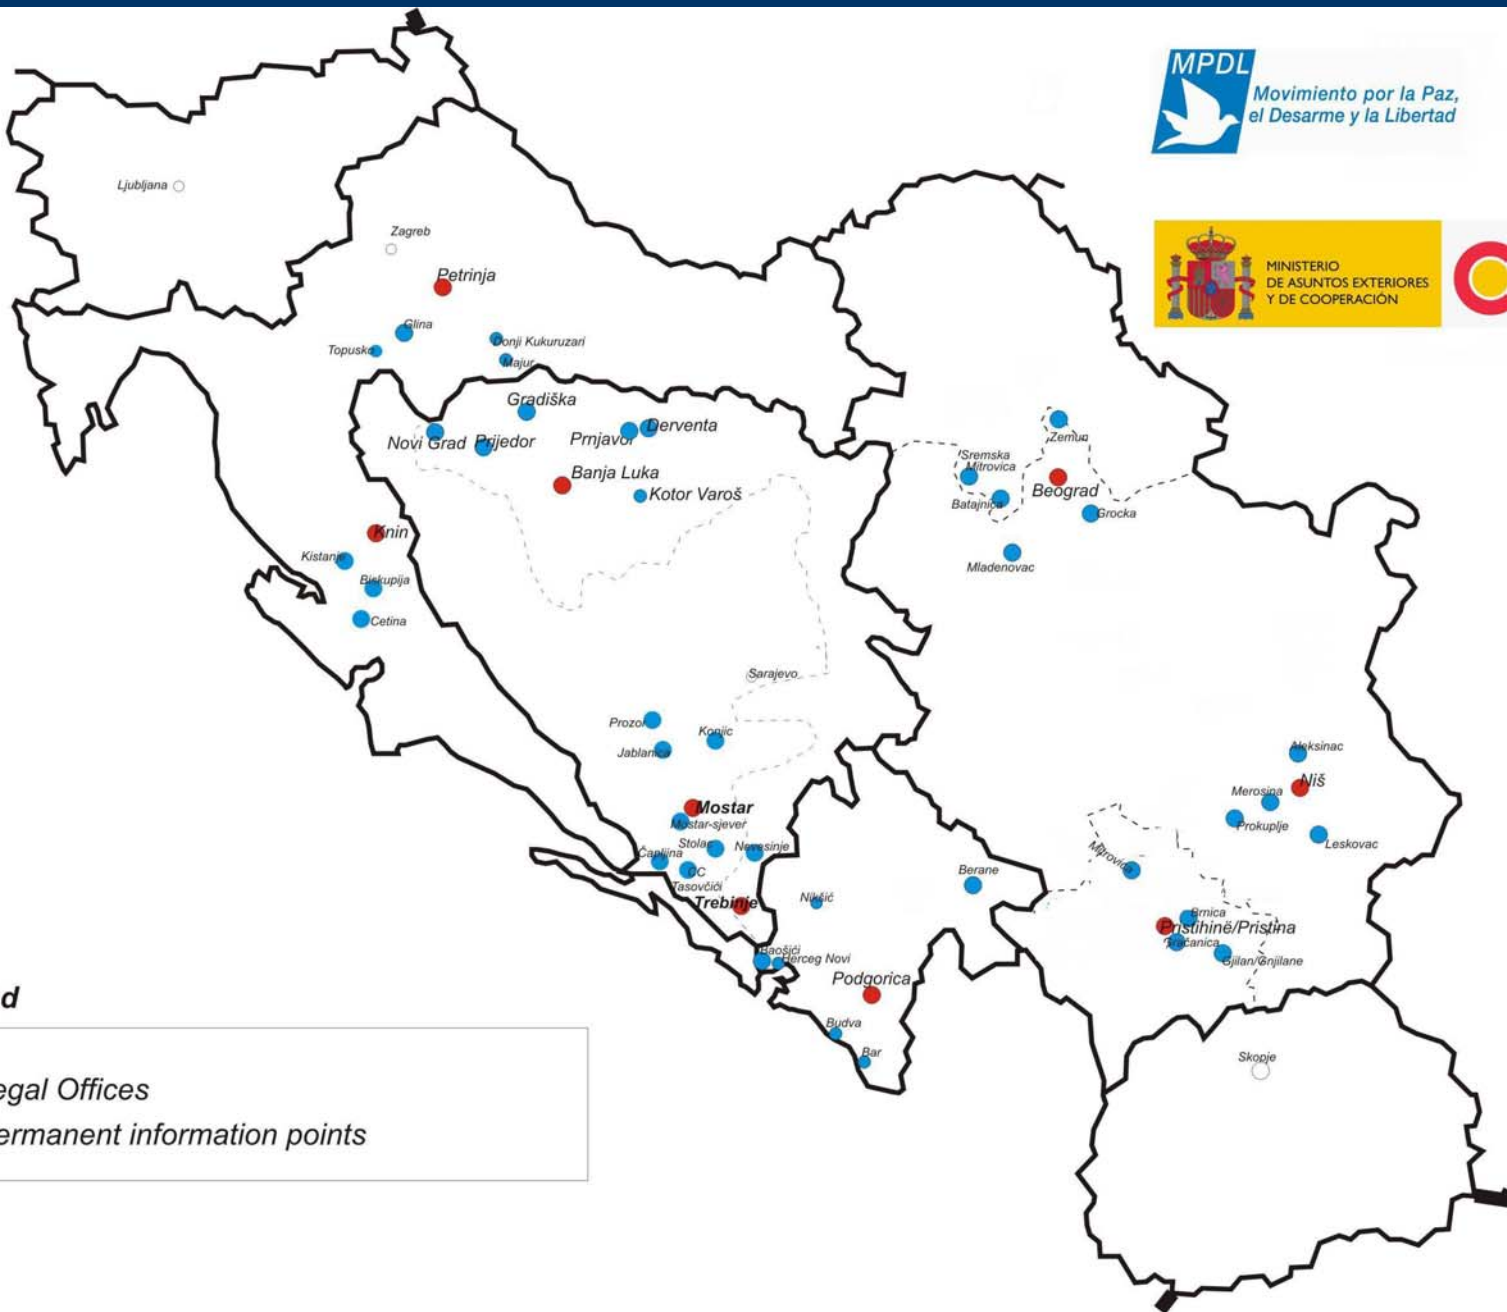 MPDL
Movimiento por la Paz,
el Desarme y la Libertad
Ljubljana
Zagreb
MINISTERIO
DE ASUNTOS EXTERIORES
Y DE COOPERACIÓN
Petrinja
Glina
Topusko
Donji Kukuruzari
Majur
Gradiška
Novi Grad
Prijedor
Prnjavor
Derventa
Banja Luka
Kotor Varoš
Zemun
Sremska
Mitrovica
Beograd
Batajnica
Grocka
Mladenovac
Knin
Kistanje
Biskupija
Cetina
Sarajevo
Prozor
Konjic
Jablanica
Aleksinac
Niš
Merosina
Prokuplje
Leskovac
Mostar
Mostar-sjever
Stolac
Nevesinje
Čapljina
CC
Tasovčići
Trebinje
Nikšić
Berane
Mitrovica
Brnica
Pristihinë/Pristina
Gračanica
Gjilan/Gnjilane
Baošići
Herceg Novi
Podgorica
Budva
Bar
Skopje
d
egal Offices
ermanent information points